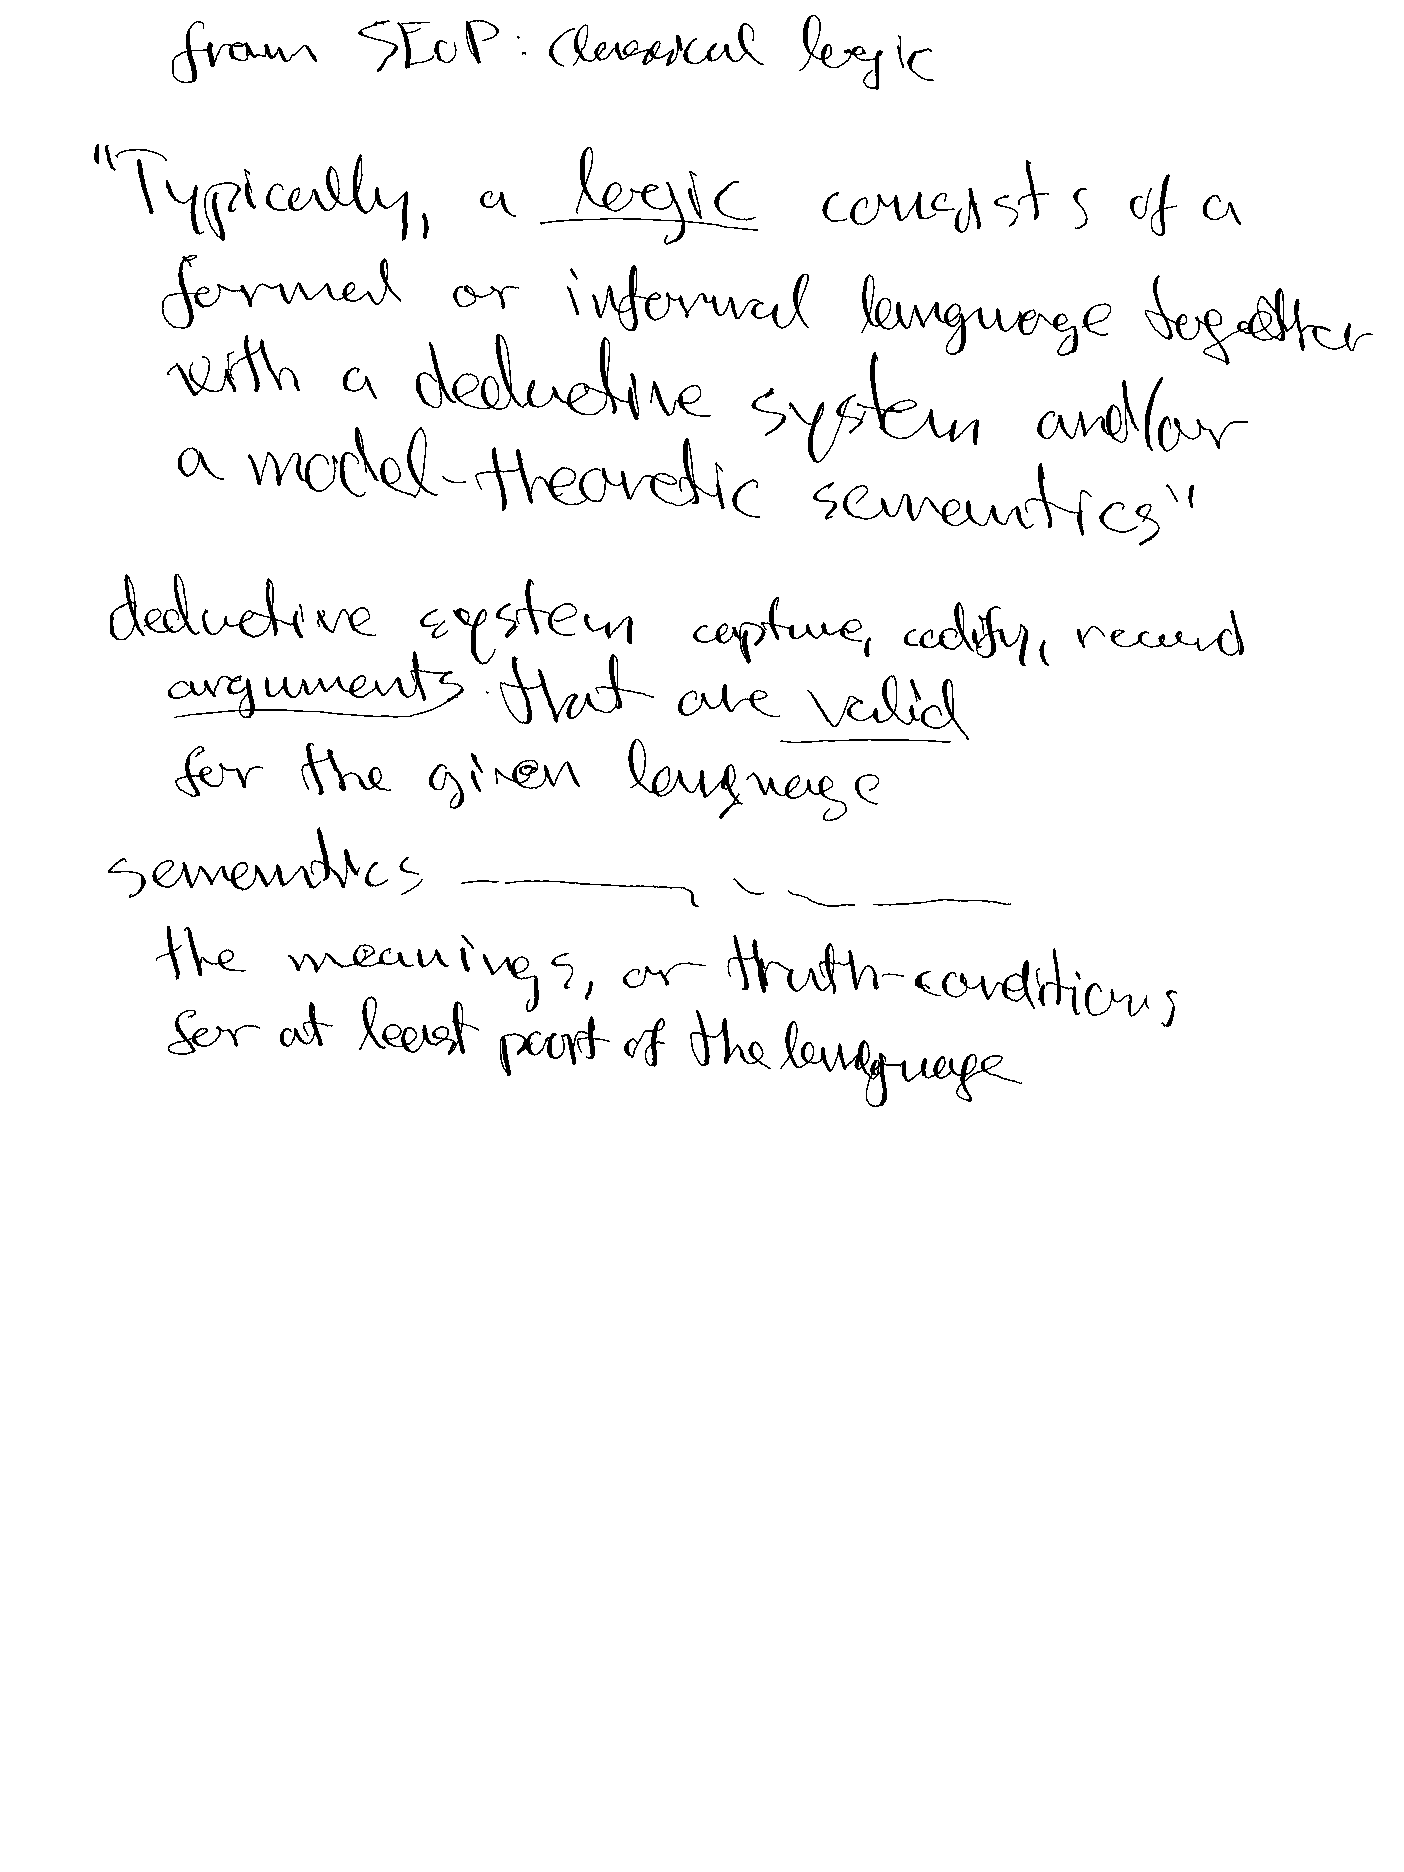 from SEoP: Classical logic
"Typically, a logic consists of a
formal or informal language together
with a deductive system and/or
a model-theoretic semantics"
deductive system capture, codify, record
arguments that are valid
for the given language
semantics
the meanings, or truth-conditions
for at least part of the language